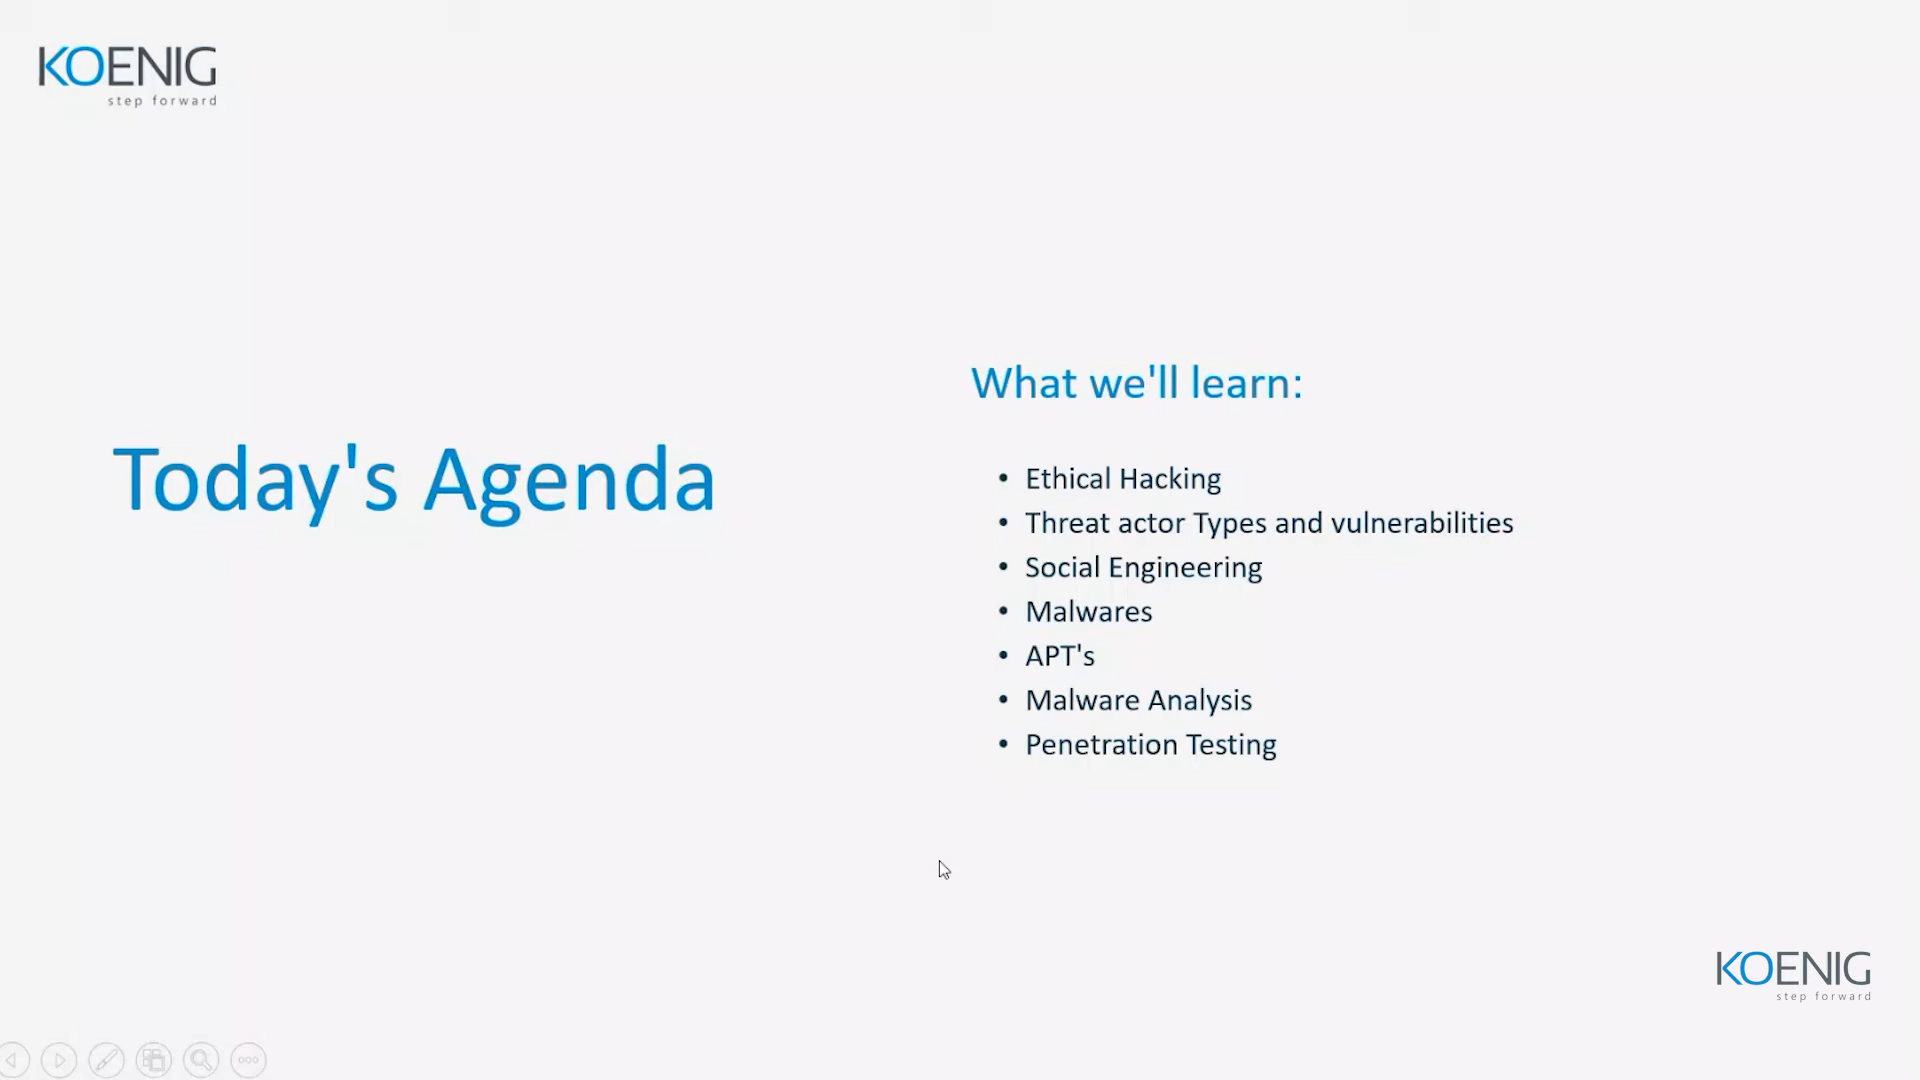 KOENIG
step forward
Today's Agenda
What we'll learn:
• Ethical Hacking
• Threat actor Types and vulnerabilities
• Social Engineering
• Malwares
• APT's
• Malware Analysis
• Penetration Testing
KOENIG
step forward